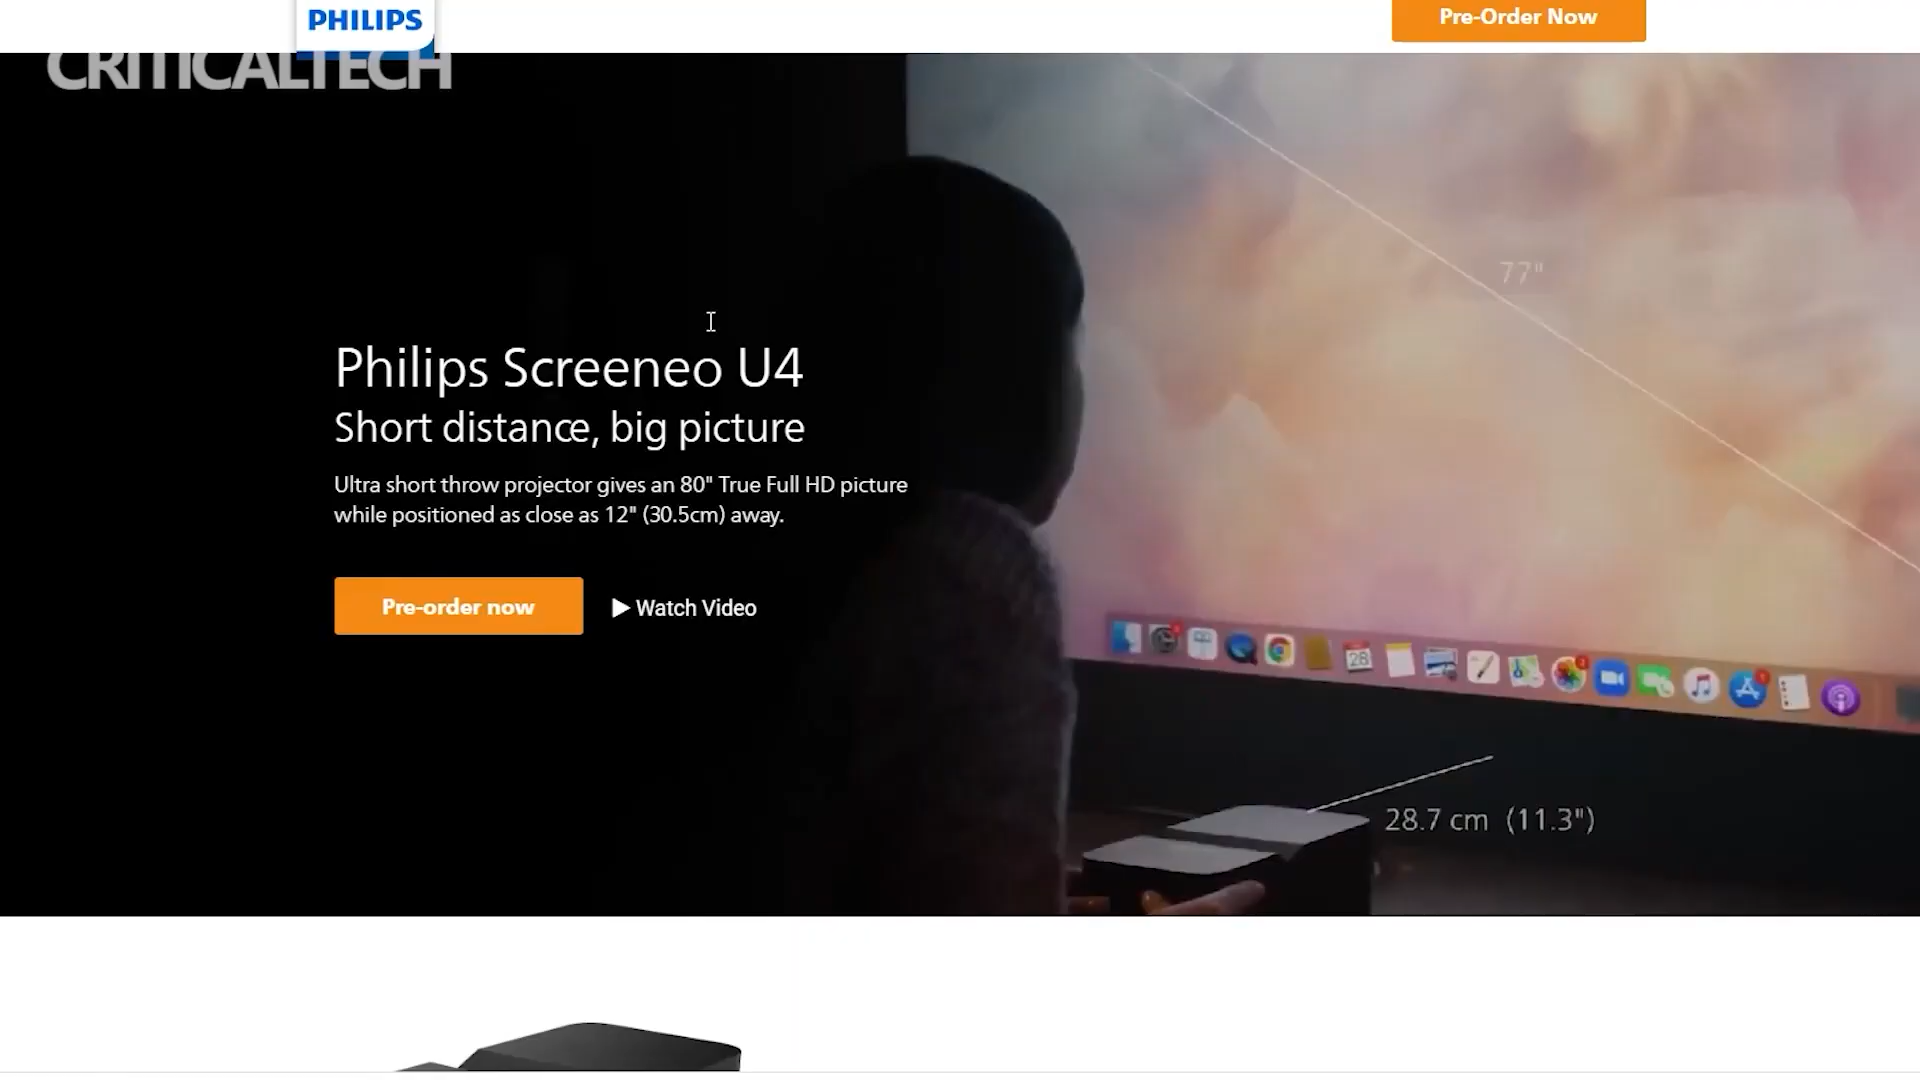 PHILIPS
Pre-Order Now
CRITICALTECH
77"
Philips Screeneo U4
Short distance, big picture
Ultra short throw projector gives an 80" True Full HD picture
while positioned as close as 12" (30.5cm) away.
Pre-order now
Watch Video
28
28.7 cm (11.3")